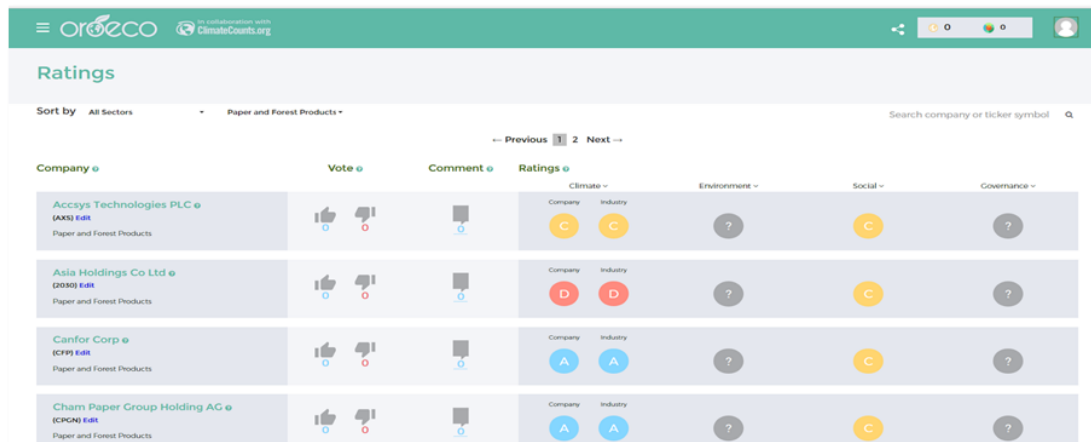 oroeco in collaboration with
ClimateCounts.org
0 0
Ratings
Sort by All Sectors Paper and Forest Products
Search company or ticker symbol
← Previous 1 2 Next →
Company Vote Comment Ratings
Climate Environment Social Governance
Accsys Technologies PLC
(AXS) Edit
Paper and Forest Products
0 0 0
Company Industry
C C ? C ?
Asia Holdings Co Ltd
(2030) Edit
Paper and Forest Products
0 0 0
Company Industry
D D ? C ?
Canfor Corp
(CFP) Edit
Paper and Forest Products
0 0 0
Company Industry
A A ? C ?
Cham Paper Group Holding AG
(CPGN) Edit
Paper and Forest Products
0 0 0
Company Industry
A A ? C ?